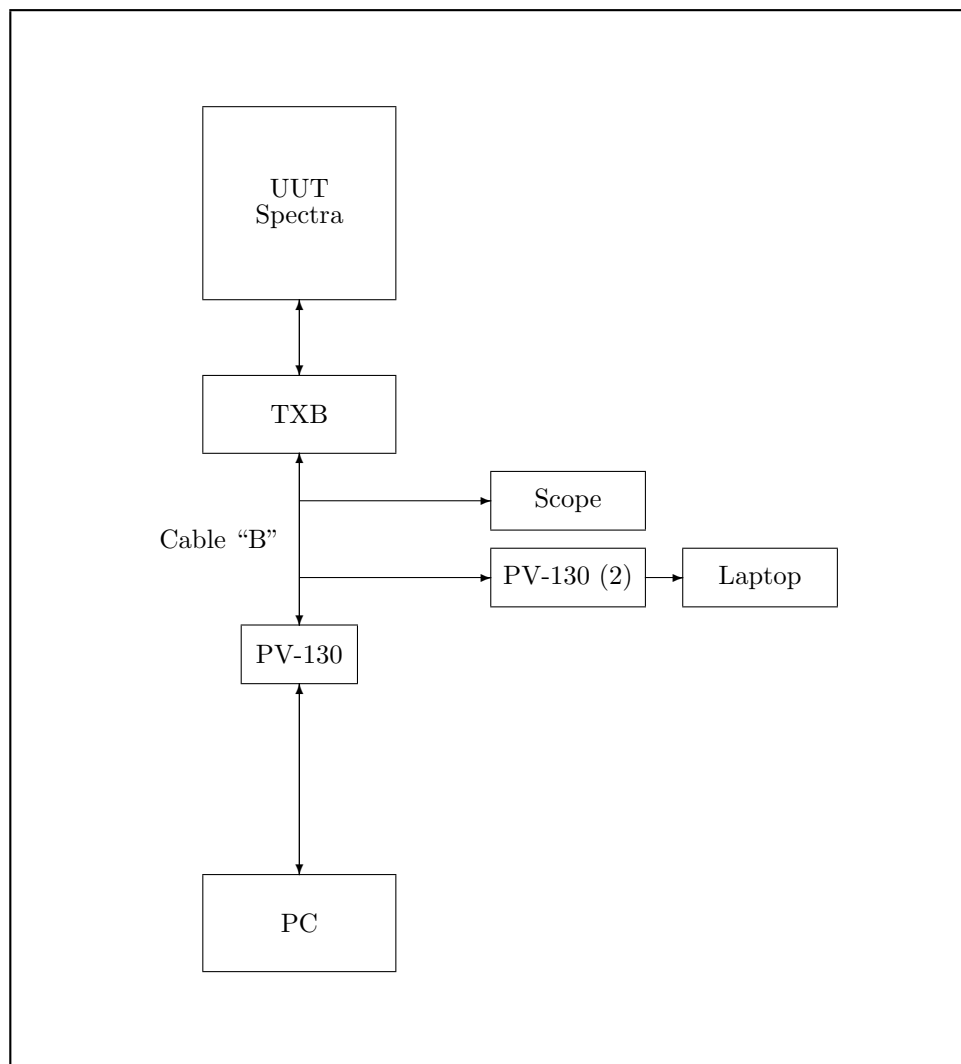 UUT
Spectra
TXB
Scope
Cable “B”
PV-130 (2)
Laptop
PV-130
PC